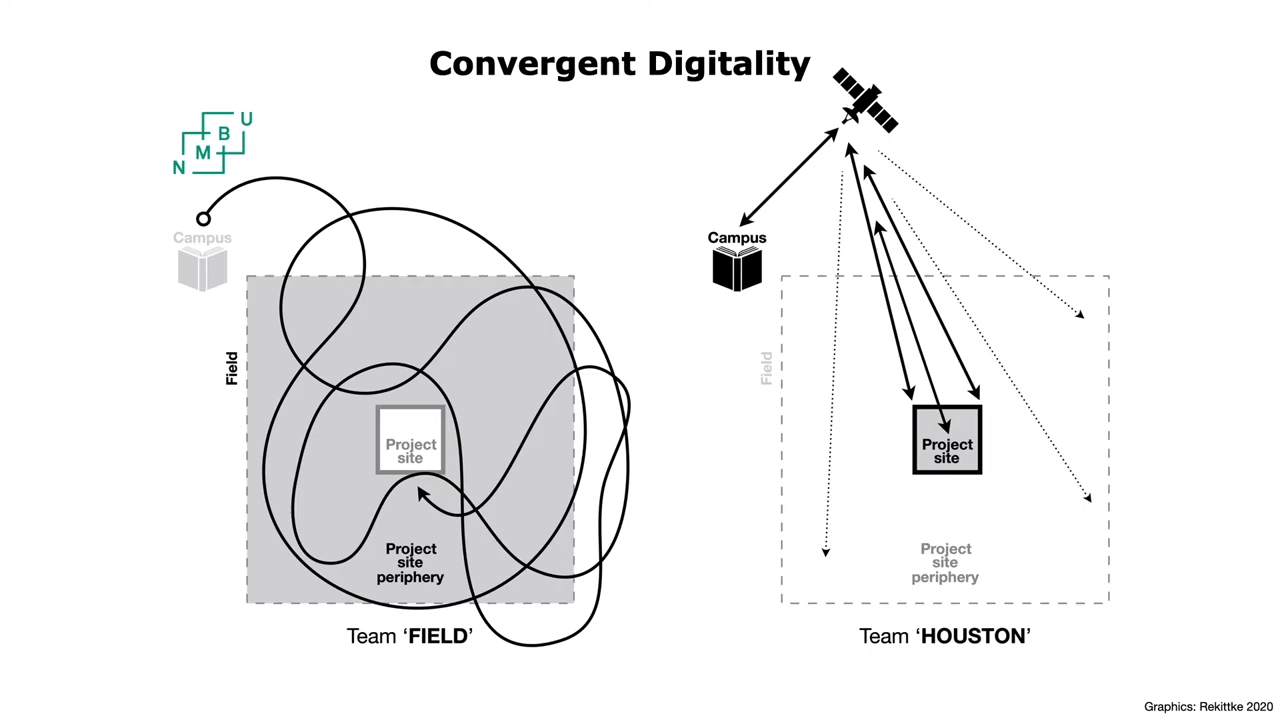 Convergent Digitality
N M B U
Campus
Field
Project
site
Project
site
periphery
Team ‘FIELD’
Campus
Field
Project
site
Project
site
periphery
Team ‘HOUSTON’
Graphics: Rekittke 2020